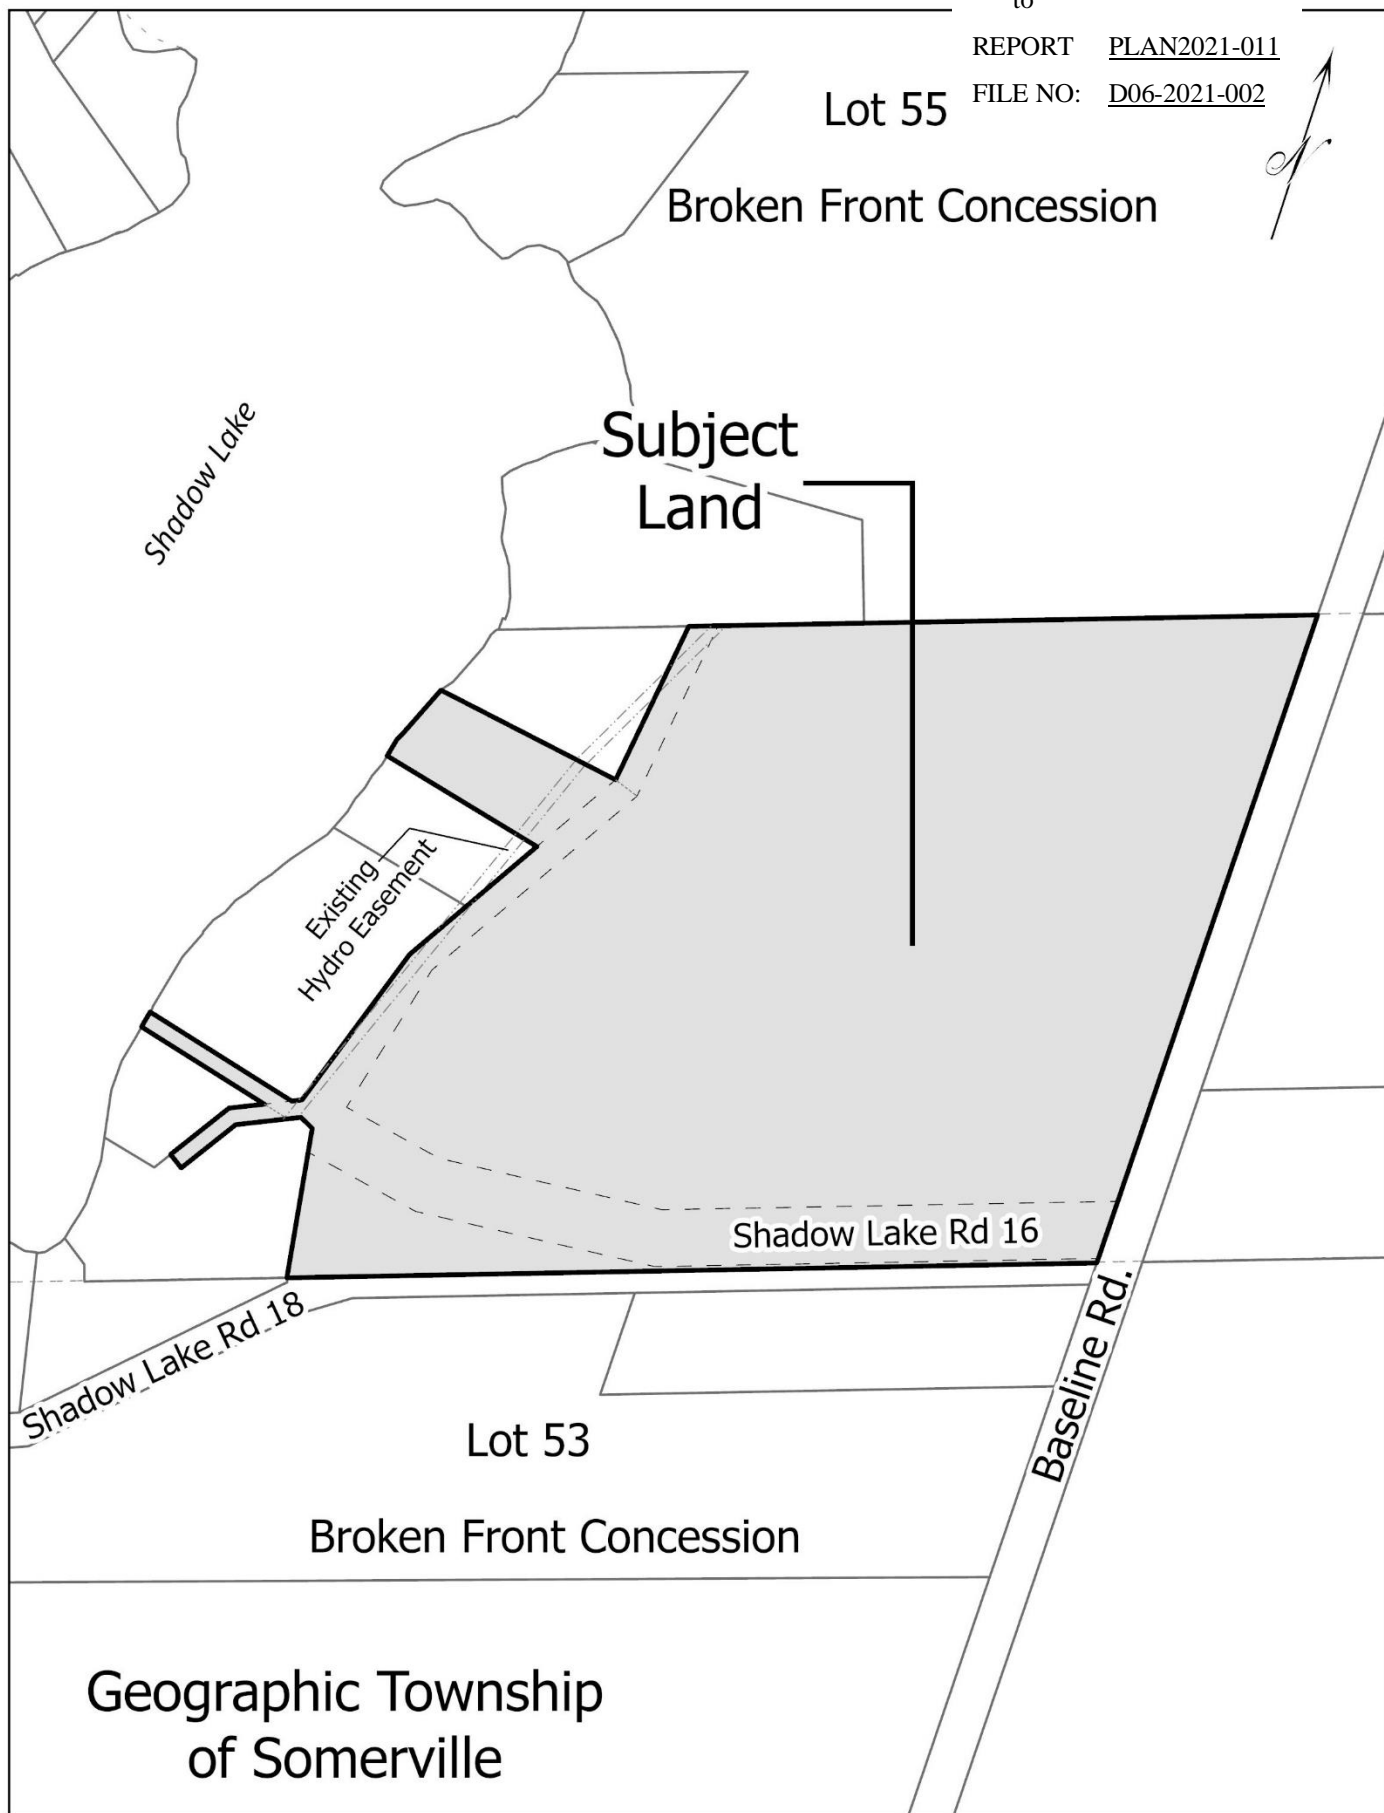 to
REPORT PLAN2021-011
FILE NO: D06-2021-002
Lot 55
N
Broken Front Concession
Shadow Lake
Subject
Land
Existing
Hydro Easement
Shadow Lake Rd 16
Shadow Lake Rd 18
Baseline Rd.
Lot 53
Broken Front Concession
Geographic Township
of Somerville